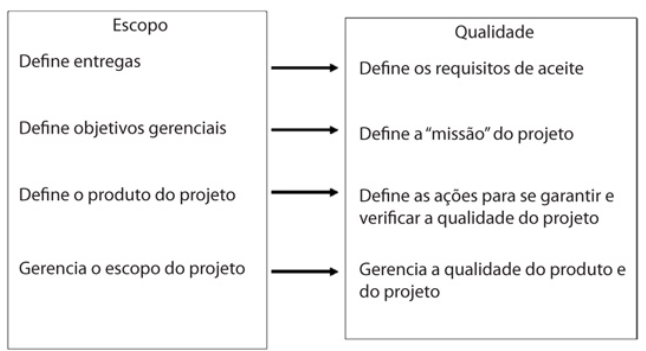 Escopo
Define entregas
Define objetivos gerenciais
Define o produto do projeto
Gerencia o escopo do projeto
Qualidade
Define os requisitos de aceite
Define a “missão” do projeto
Define as ações para se garantir e
verificar a qualidade do projeto
Gerencia a qualidade do produto e
do projeto